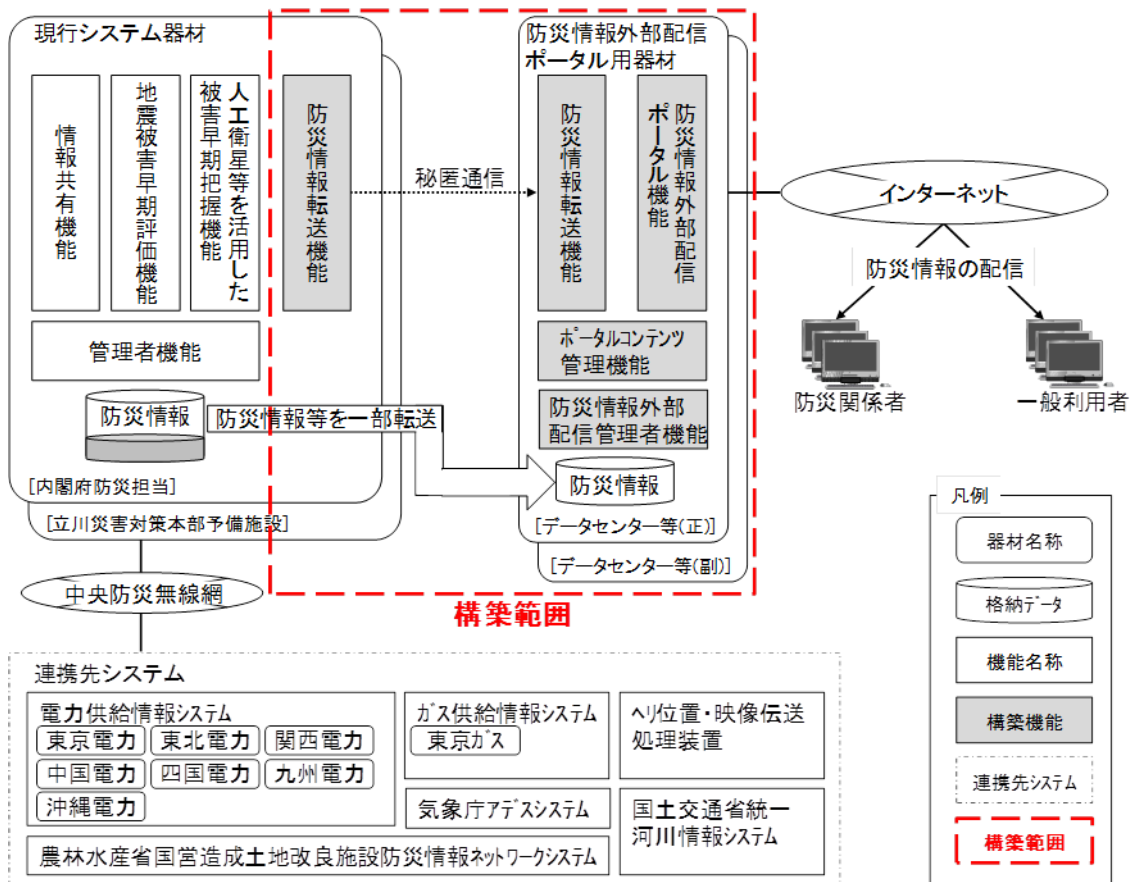 現行システム器材
情報共有機能
地震被害早期評価機能
人工衛星等を活用した
被害早期把握機能
防災情報転送機能
管理者機能
防災情報
防災情報等を一部転送
[内閣府防災担当]
[立川災害対策本部予備施設]
秘匿通信
防災情報外部配信
ポータル用器材
防災情報転送機能
防災情報外部配信
ポータル機能
ポータルコンテンツ
管理機能
防災情報外部
配信管理者機能
防災情報
[データセンター等(正)]
[データセンター等(副)]
構築範囲
インターネット
防災情報の配信
防災関係者
一般利用者
中央防災無線網
連携先システム
電力供給情報システム
東京電力
東北電力
関西電力
中国電力
四国電力
九州電力
沖縄電力
ガス供給情報システム
東京ガス
ヘリ位置・映像伝送
処理装置
気象庁アデスシステム
国土交通省統一
河川情報システム
農林水産省国営造成土地改良施設防災情報ネットワークシステム
凡例
器材名称
格納データ
機能名称
構築機能
連携先システム
構築範囲